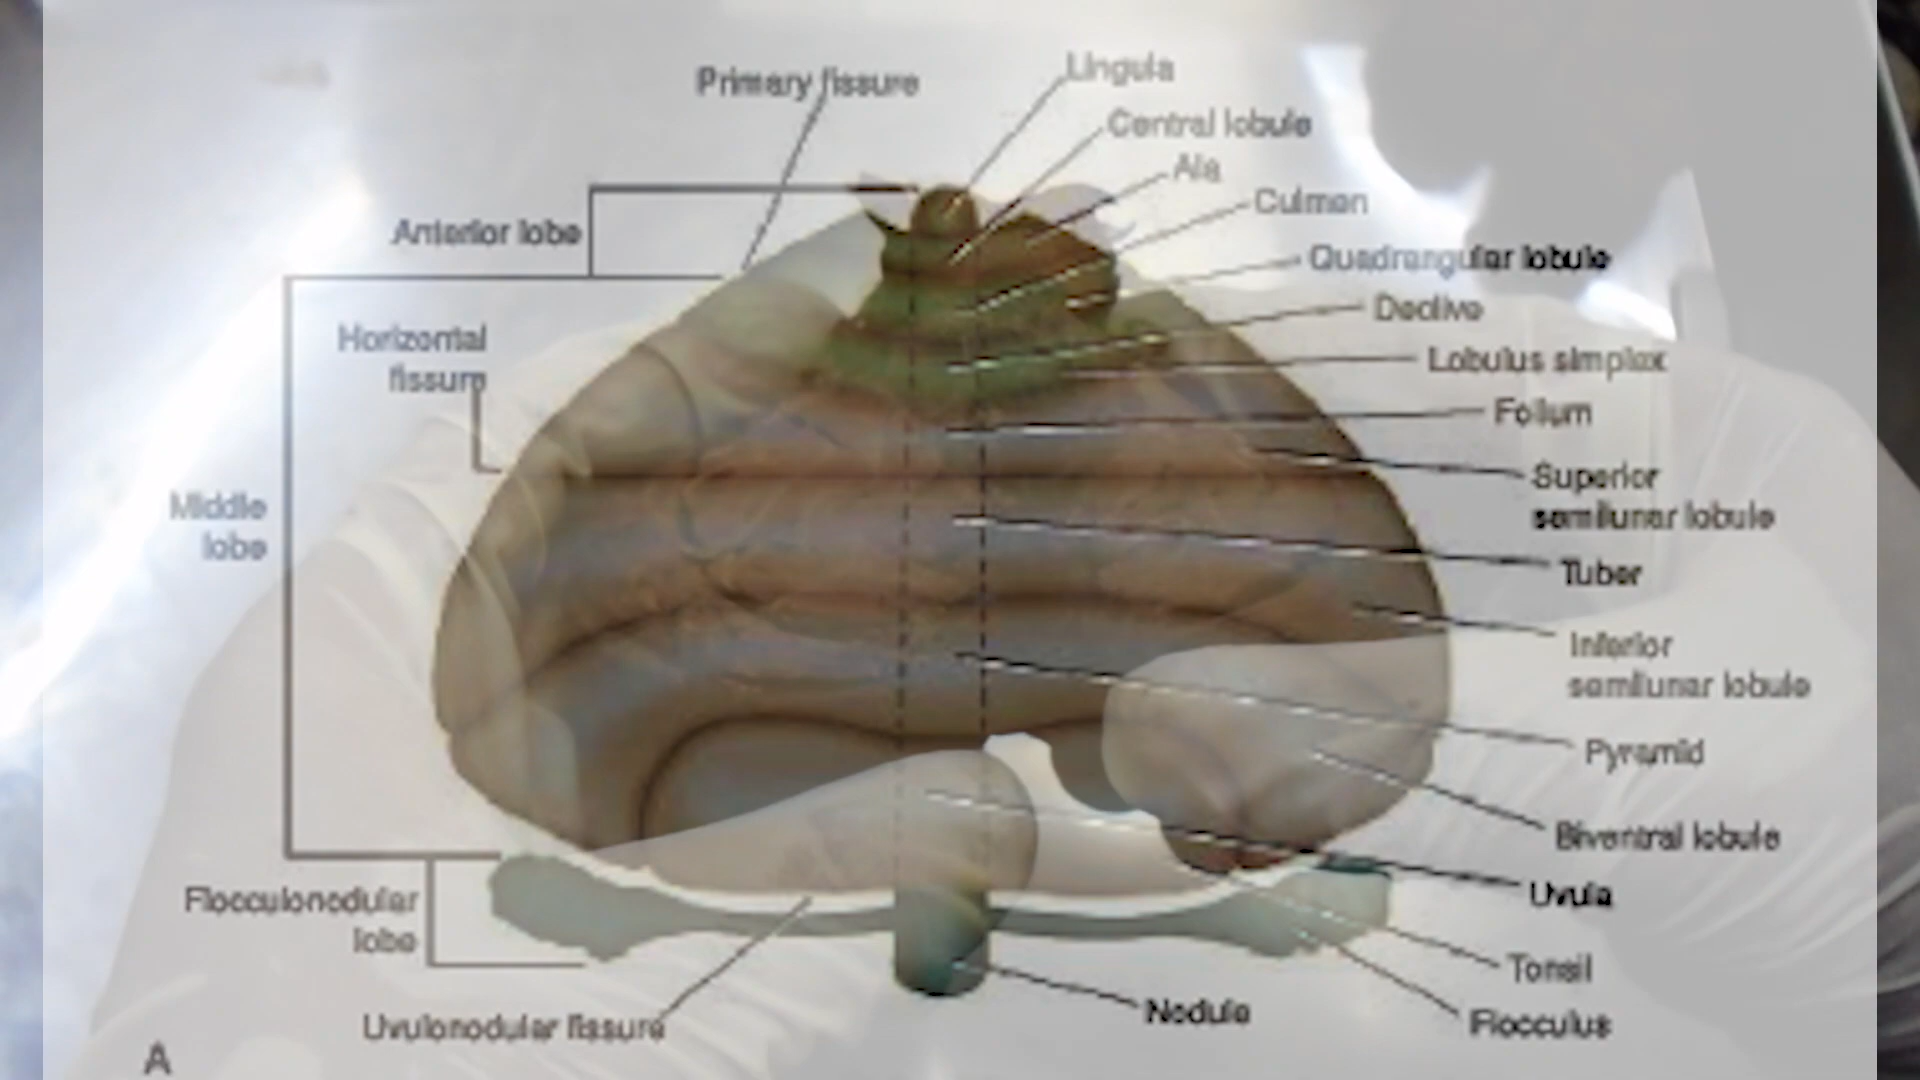 Primary fissure
Lingula
Central lobule
Ala
Culmen
Anterior lobe
Quadrangular lobule
Declive
Horizontal
fissure
Lobulus simplex
Folium
Superior
semilunar lobule
Middle
lobe
Tuber
Inferior
semilunar lobule
Pyramid
Biventral lobule
Flocculonodular
lobe
Uvula
Tonsil
Nodule
Flocculus
Uvulonodular fissure
A